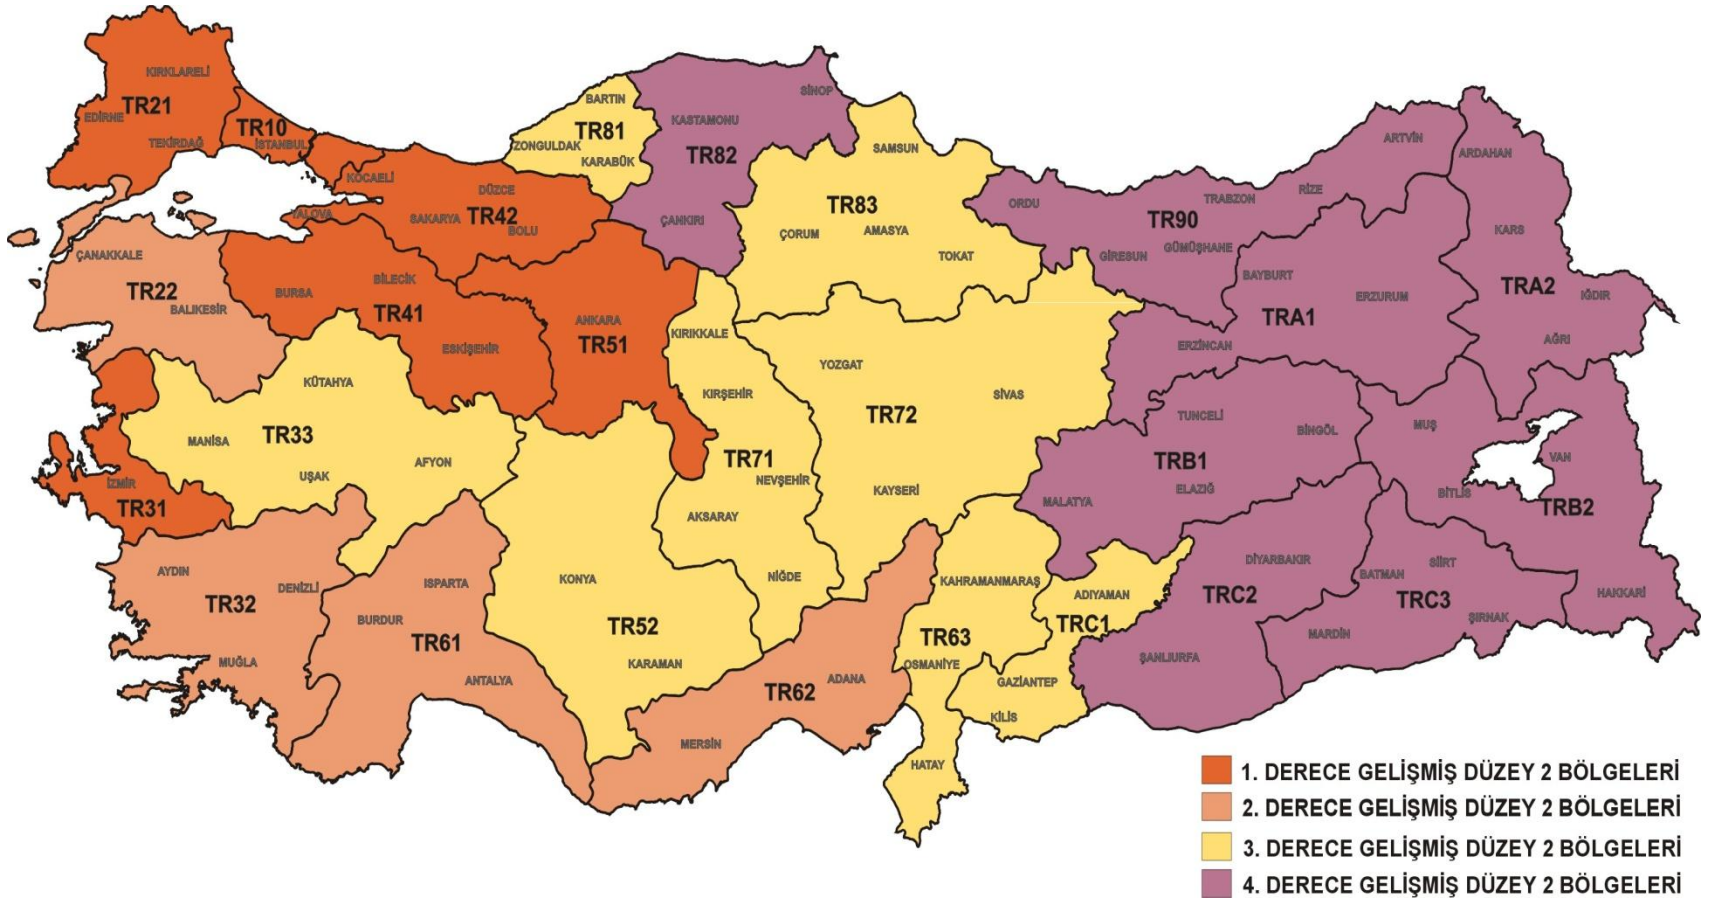 KIRKLARELİ
TR21
EDİRNE
TEKİRDAĞ
TR10
İSTANBUL
KOCAELİ
YALOVA
DÜZCE
SAKARYA
TR42
BOLU
BARTIN
TR81
ZONGULDAK
KARABÜK
SİNOP
KASTAMONU
TR82
ÇANKIRI
SAMSUN
TR83
ÇORUM
AMASYA
TOKAT
ORDU
TR90
TRABZON
RİZE
ARTVİN
GİRESUN
GÜMÜŞHANE
ARDAHAN
KARS
TRA2
IĞDIR
AĞRI
BAYBURT
ERZURUM
TRA1
ERZİNCAN
ÇANAKKALE
TR22
BALIKESİR
BURSA
BİLECİK
TR41
ESKİŞEHİR
ANKARA
TR51
KIRIKKALE
KIRŞEHİR
TR71
NEVŞEHİR
AKSARAY
NİĞDE
YOZGAT
SİVAS
TR72
KAYSERİ
KÜTAHYA
MANİSA
TR33
UŞAK
AFYON
İZMİR
TR31
TUNCELİ
BİNGÖL
TRB1
MALATYA
ELAZIĞ
MUŞ
VAN
BİTLİS
TRB2
HAKKARİ
AYDIN
DENİZLİ
TR32
MUĞLA
ISPARTA
BURDUR
TR61
ANTALYA
KONYA
TR52
KARAMAN
TR62
ADANA
MERSİN
KAHRAMANMARAŞ
TR63
OSMANİYE
HATAY
ADIYAMAN
TRC1
GAZİANTEP
KİLİS
DİYARBAKIR
TRC2
ŞANLIURFA
BATMAN
SİİRT
TRC3
ŞIRNAK
MARDİN
1. DERECE GELİŞMİŞ DÜZEY 2 BÖLGELERİ
2. DERECE GELİŞMİŞ DÜZEY 2 BÖLGELERİ
3. DERECE GELİŞMİŞ DÜZEY 2 BÖLGELERİ
4. DERECE GELİŞMİŞ DÜZEY 2 BÖLGELERİ